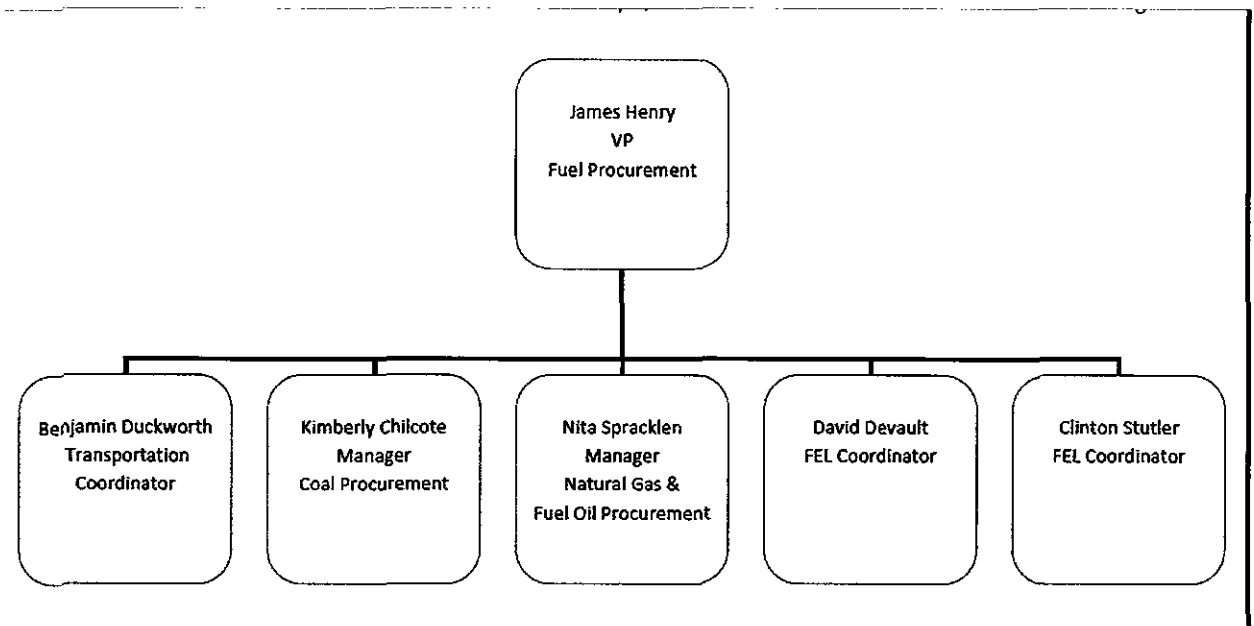 James Henry
VP
Fuel Procurement
Benjamin Duckworth
Transportation
Coordinator
Kimberly Chilcote
Manager
Coal Procurement
Nita Spracklen
Manager
Natural Gas &
Fuel Oil Procurement
David Devault
FEL Coordinator
Clinton Stutler
FEL Coordinator